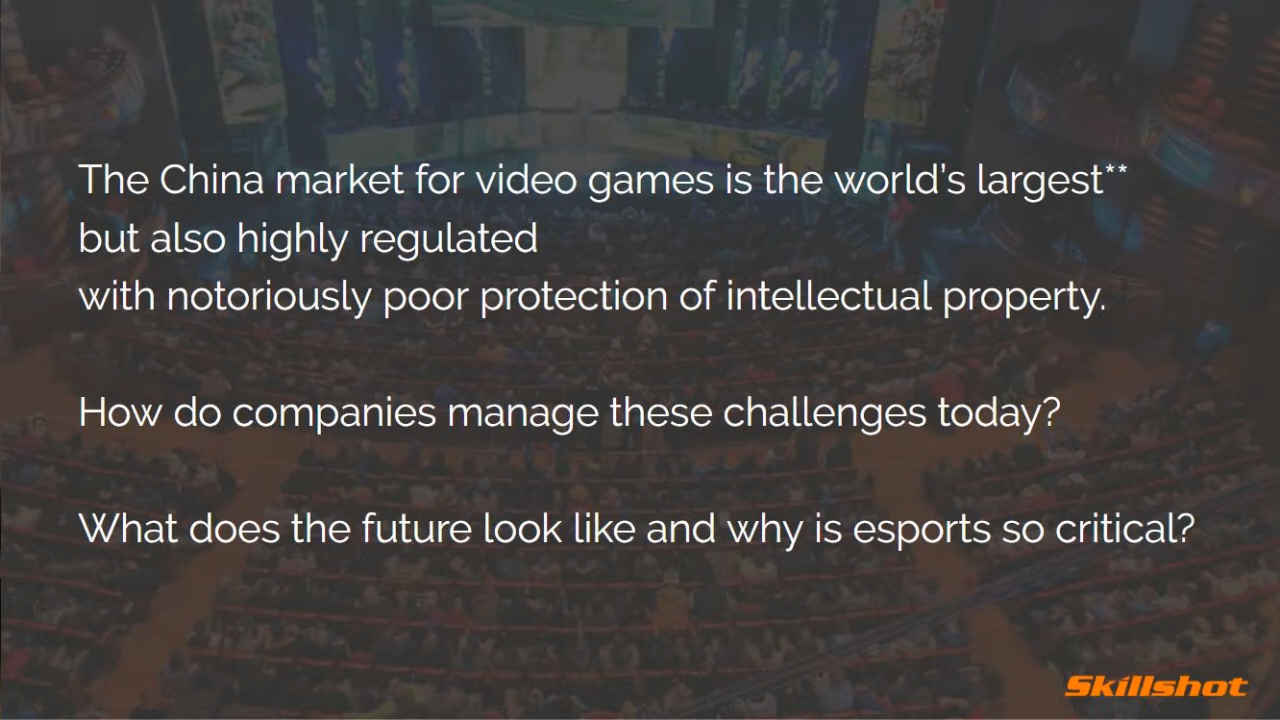 The China market for video games is the world's largest**
but also highly regulated
with notoriously poor protection of intellectual property.
How do companies manage these challenges today?
What does the future look like and why is esports so critical?
Skillshot